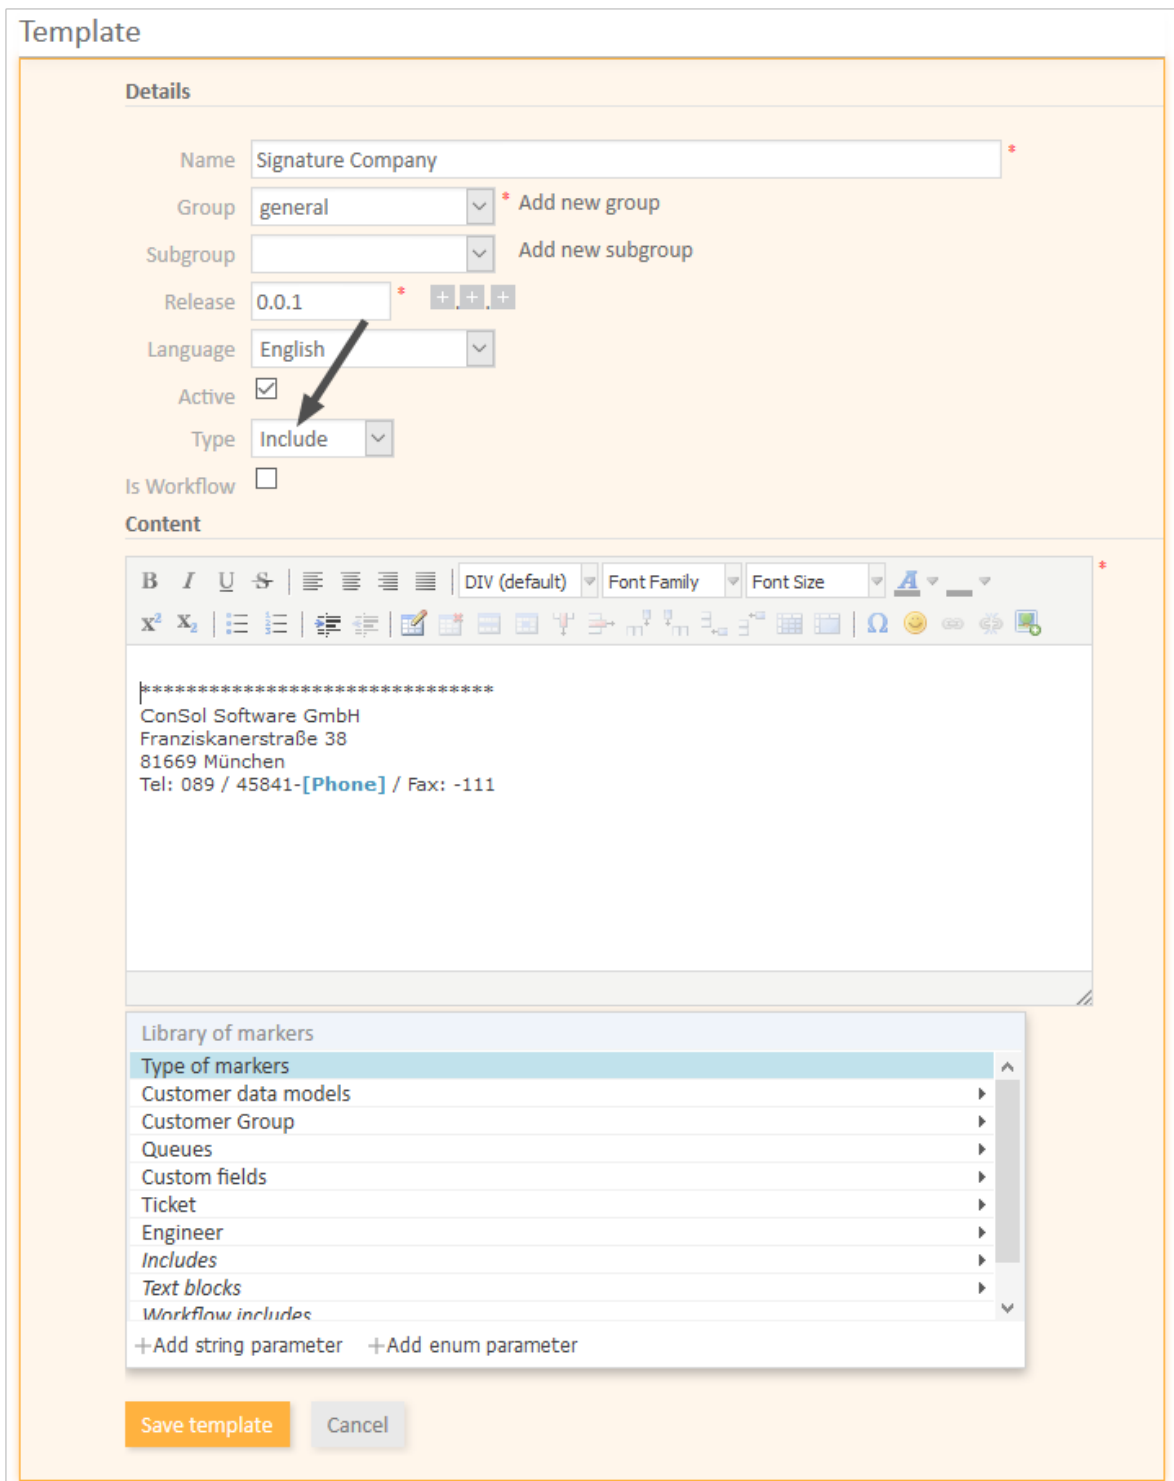 Template
Details
Name Signature Company *
Group general * Add new group
Subgroup Add new subgroup
Release 0.0.1 * + . + . +
Language English
Active
Type Include
Is Workflow
Content
B I U S DIV (default) Font Family Font Size A *
x² x₂ Ω
*******************************
ConSol Software GmbH
Franziskanerstraße 38
81669 München
Tel: 089 / 45841-[Phone] / Fax: -111
Library of markers
Type of markers
Customer data models
Customer Group
Queues
Custom fields
Ticket
Engineer
Includes
Text blocks
Workflow includes
+Add string parameter +Add enum parameter
Save template Cancel